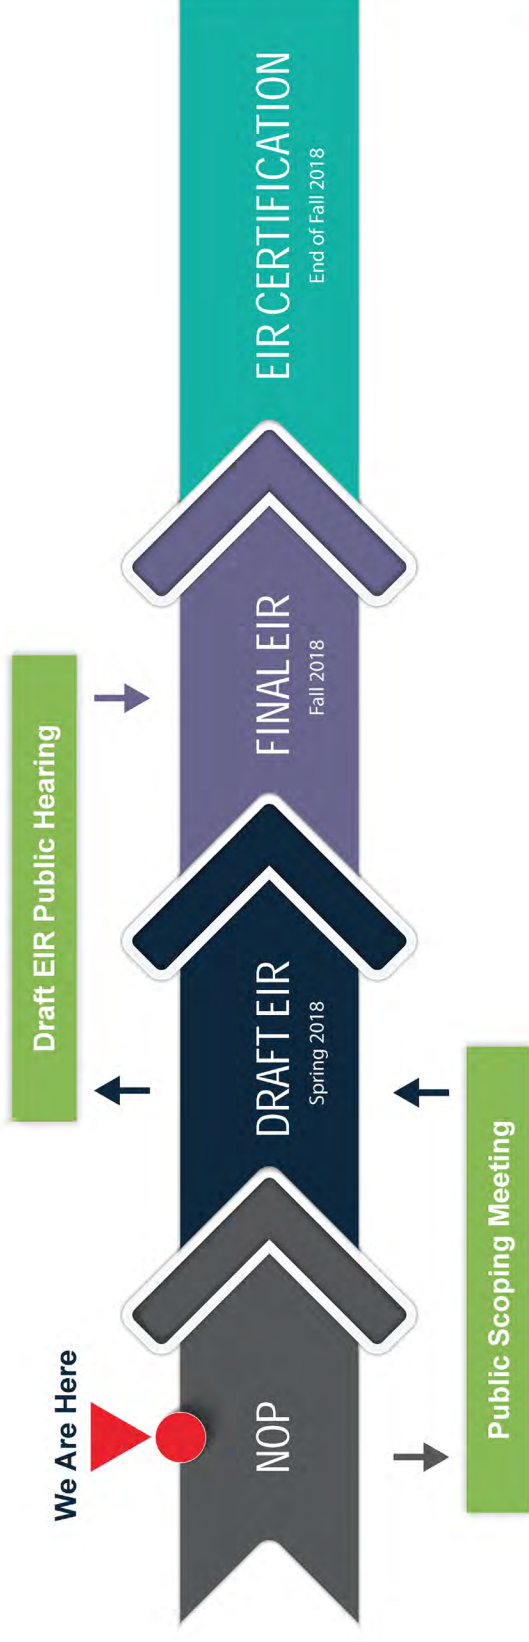 Draft EIR Public Hearing
We Are Here
NOP
DRAFT EIR
Spring 2018
FINAL EIR
Fall 2018
EIR CERTIFICATION
End of Fall 2018
Public Scoping Meeting